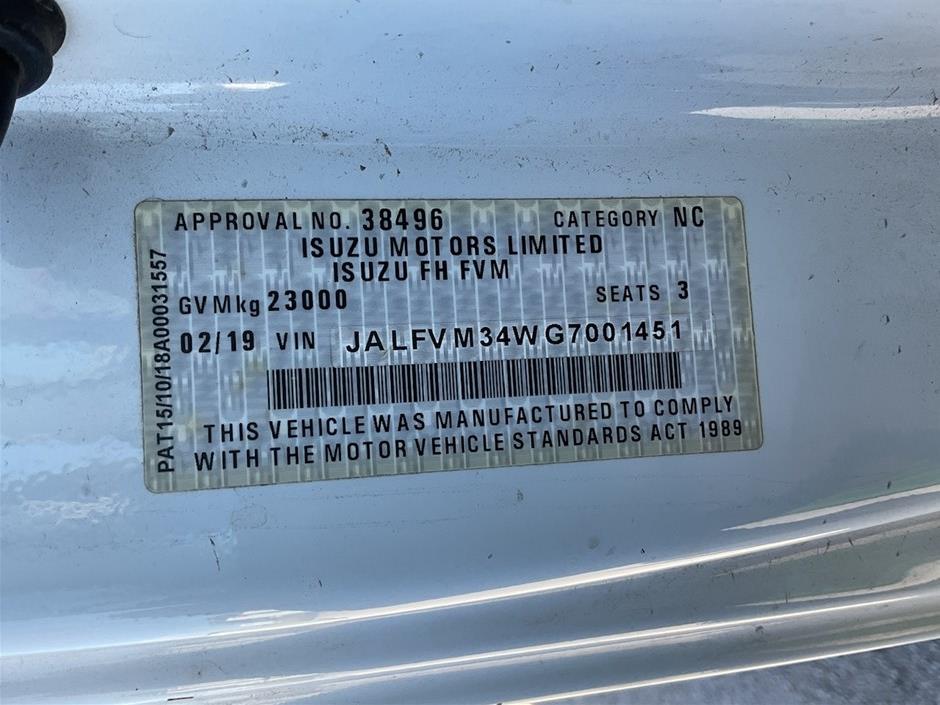 APPROVAL NO. 38496 CATEGORY NC
ISUZU MOTORS LIMITED
ISUZU FH FVM
GVMkg 23000 SEATS 3
02/19 VIN JALFVM34WG7001451
THIS VEHICLE WAS MANUFACTURED TO COMPLY
WITH THE MOTOR VEHICLE STANDARDS ACT 1989
PAT15/10/18A00031557